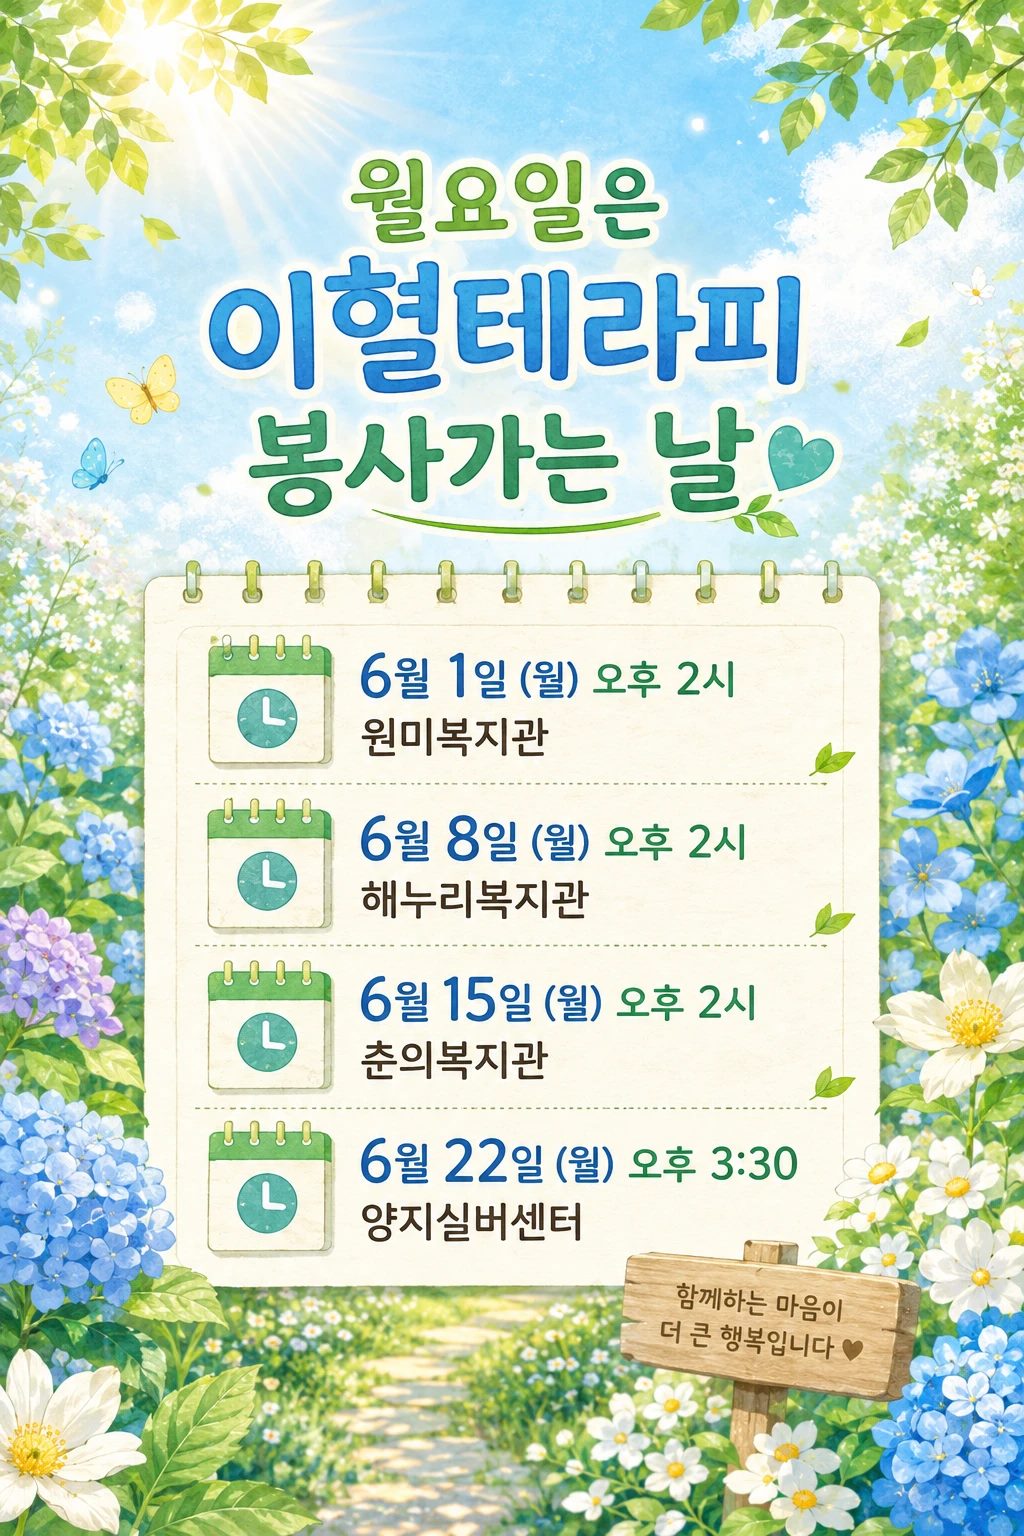 월요일은
이혈테라피
봉사가는 날
6월 1일 (월) 오후 2시
원미복지관
6월 8일 (월) 오후 2시
해누리복지관
6월 15일 (월) 오후 2시
춘의복지관
6월 22일 (월) 오후 3:30
양지실버센터
함께하는 마음이
더 큰 행복입니다 ♥